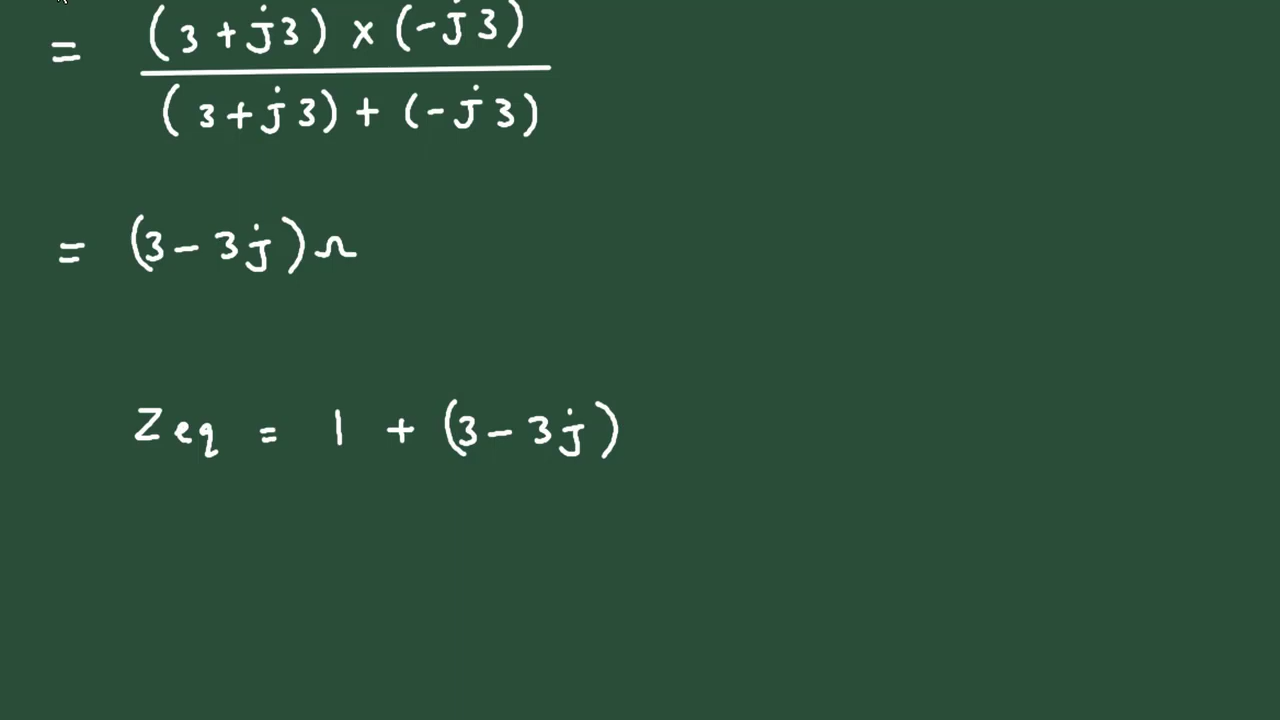 = (3+j3) x (-j3)
(3+j3) + (-j3)
= (3-3j) Ω
Zeq = 1 + (3-3j)